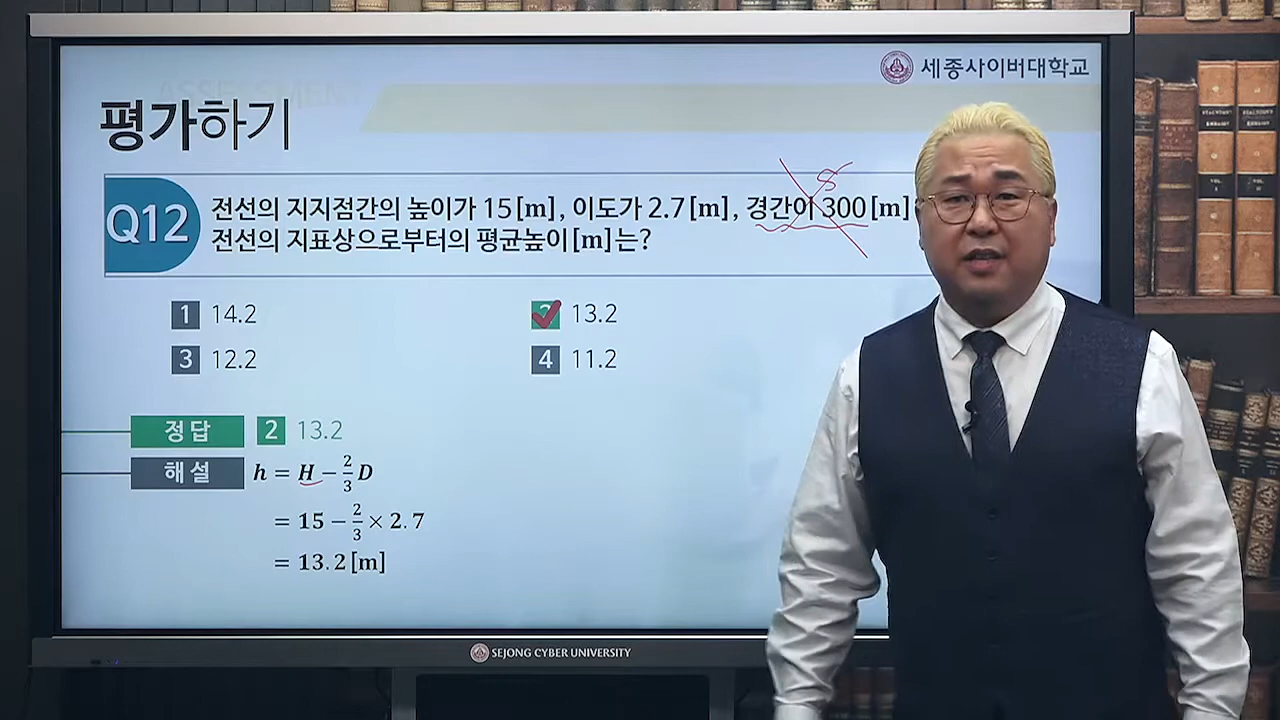 세종사이버대학교
평가하기
Q12 전선의 지지점간의 높이가 15[m], 이도가 2.7[m], 경간이 300[m]
전선의 지표상으로부터의 평균높이[m]는?
1 14.2
13.2
3 12.2
4 11.2
정답 2 13.2
해설 h = H − 2/3 D
= 15 − 2/3 × 2.7
= 13.2[m]
SEJONG CYBER UNIVERSITY